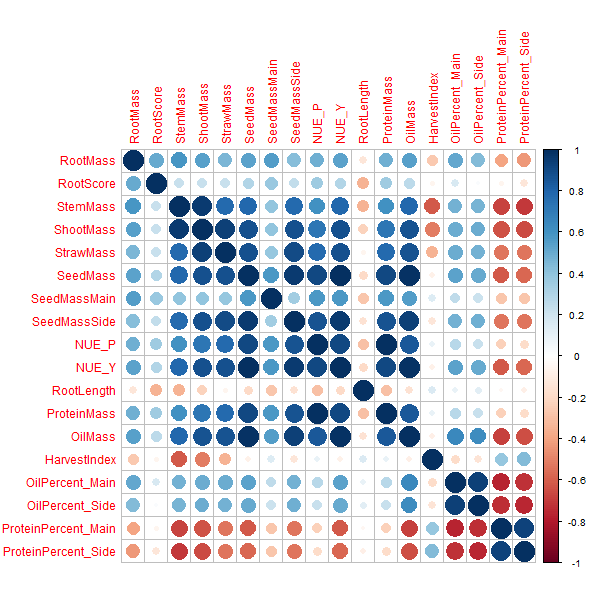 RootMass
RootScore
StemMass
ShootMass
StrawMass
SeedMass
SeedMassMain
SeedMassSide
NUE_P
NUE_Y
RootLength
ProteinMass
OilMass
HarvestIndex
OilPercent_Main
OilPercent_Side
ProteinPercent_Main
ProteinPercent_Side
RootMass
RootScore
StemMass
ShootMass
StrawMass
SeedMass
SeedMassMain
SeedMassSide
NUE_P
NUE_Y
RootLength
ProteinMass
OilMass
HarvestIndex
OilPercent_Main
OilPercent_Side
ProteinPercent_Main
ProteinPercent_Side
1
0.8
0.6
0.4
0.2
0
-0.2
-0.4
-0.6
-0.8
-1